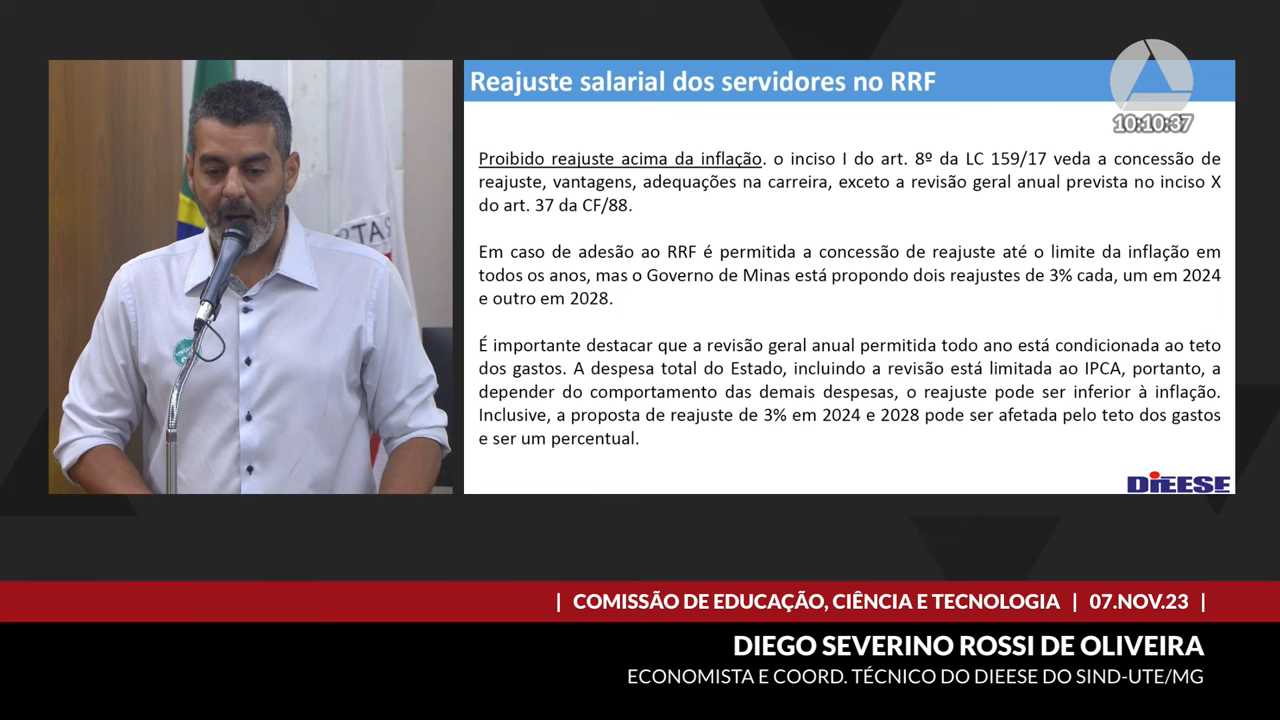 Reajuste salarial dos servidores no RRF
10:10:37
Proibido reajuste acima da inflação. o inciso I do art. 8º da LC 159/17 veda a concessão de
reajuste, vantagens, adequações na carreira, exceto a revisão geral anual prevista no inciso X
do art. 37 da CF/88.
Em caso de adesão ao RRF é permitida a concessão de reajuste até o limite da inflação em
todos os anos, mas o Governo de Minas está propondo dois reajustes de 3% cada, um em 2024
e outro em 2028.
É importante destacar que a revisão geral anual permitida todo ano está condicionada ao teto
dos gastos. A despesa total do Estado, incluindo a revisão está limitada ao IPCA, portanto, a
depender do comportamento das demais despesas, o reajuste pode ser inferior à inflação.
Inclusive, a proposta de reajuste de 3% em 2024 e 2028 pode ser afetada pelo teto dos gastos
e ser um percentual.
DIEESE
| COMISSÃO DE EDUCAÇÃO, CIÊNCIA E TECNOLOGIA | 07.NOV.23 |
DIEGO SEVERINO ROSSI DE OLIVEIRA
ECONOMISTA E COORD. TÉCNICO DO DIEESE DO SIND-UTE/MG